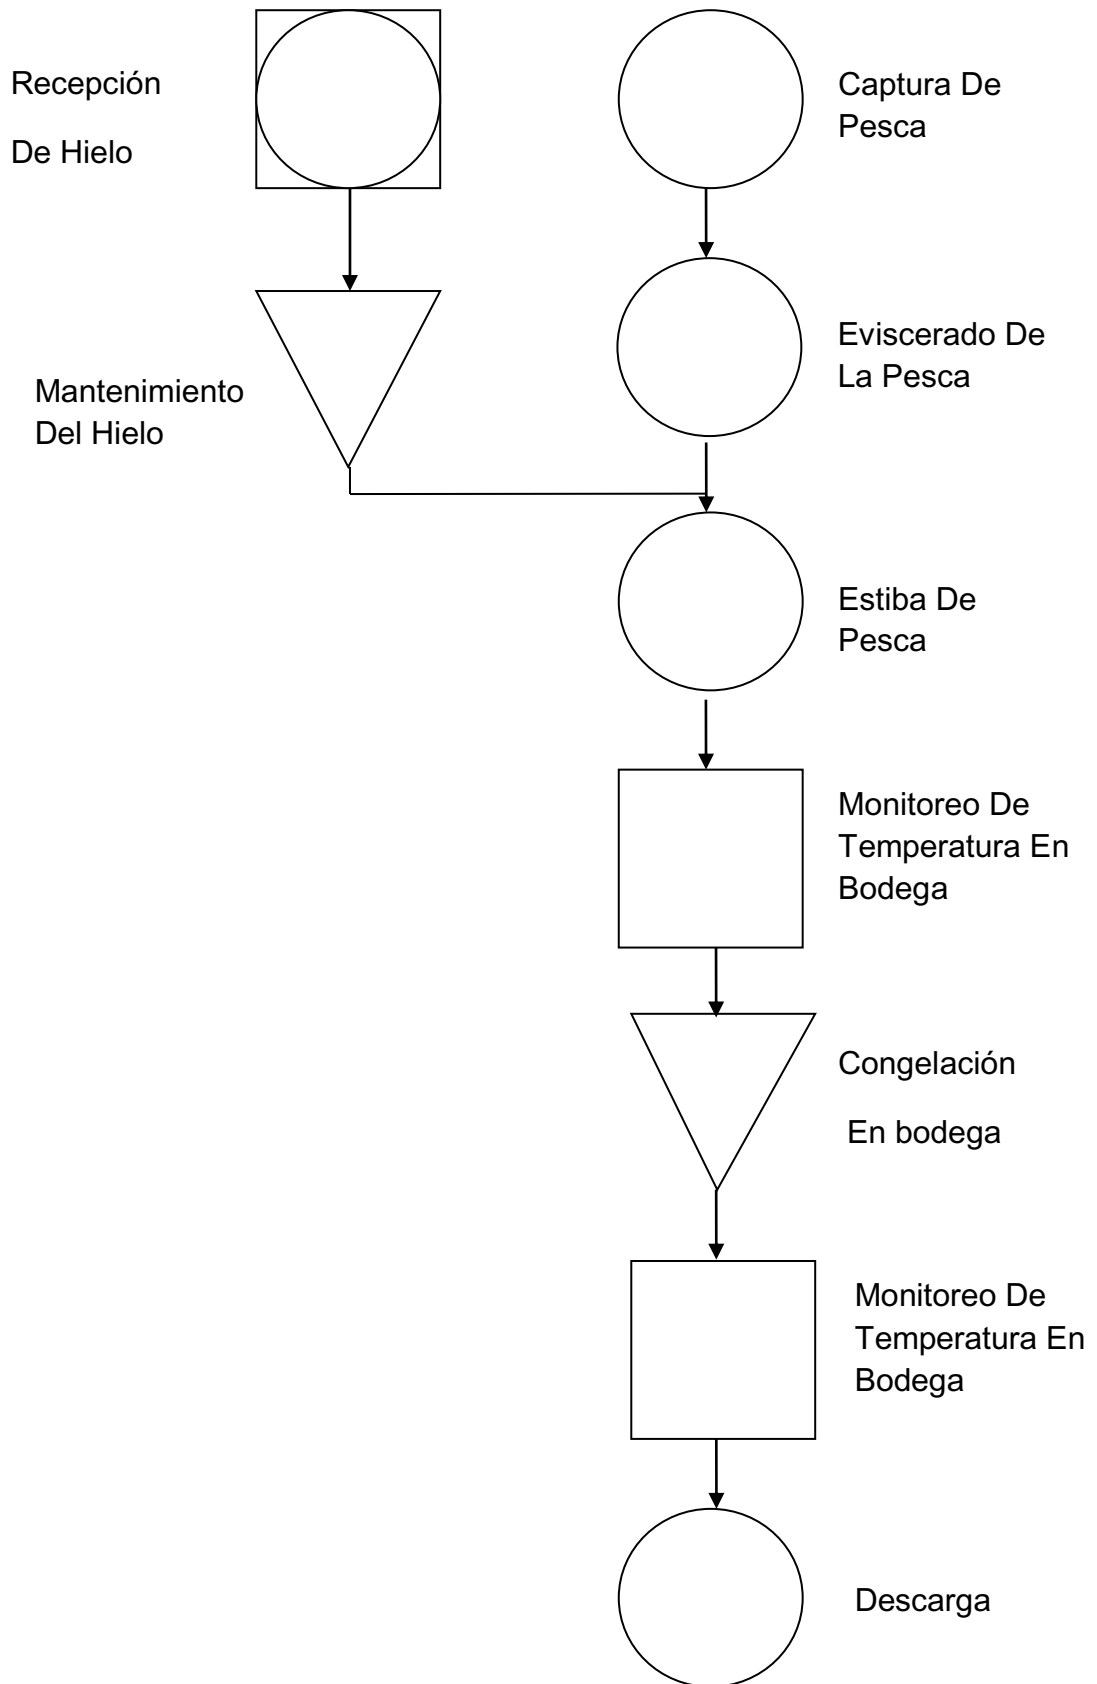 Recepción
De Hielo
Captura De
Pesca
Eviscerado De
La Pesca
Mantenimiento
Del Hielo
Estiba De
Pesca
Monitoreo De
Temperatura En
Bodega
Congelación
En bodega
Monitoreo De
Temperatura En
Bodega
Descarga